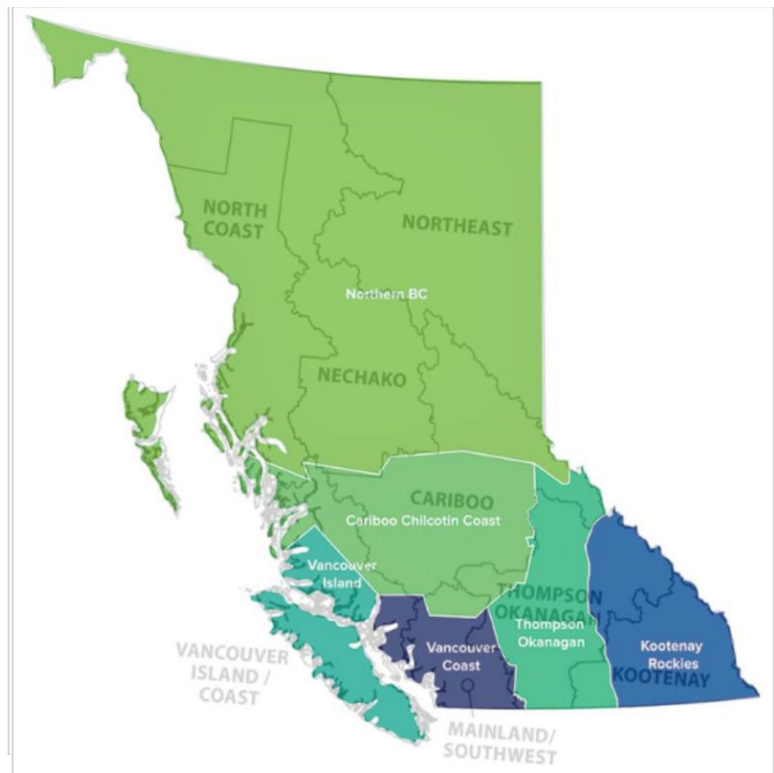 NORTH
COAST
NORTHEAST
Northern BC
NECHAKO
CARIBOO
Cariboo Chilcotin Coast
Vancouver
Island
THOMPSON
OKANAGAN
Thompson
Okanagan
Vancouver
Coast
Kootenay
Rockies
KOOTENAY
VANCOUVER
ISLAND /
COAST
MAINLAND/
SOUTHWEST